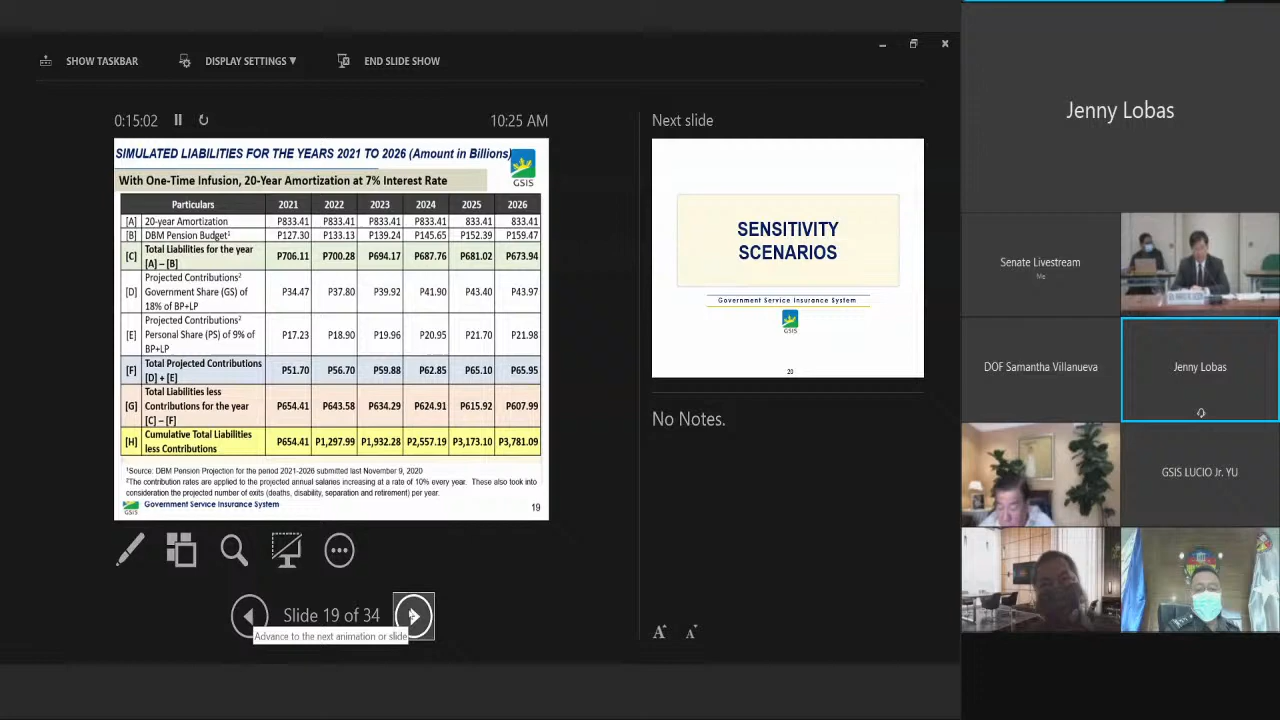 SHOW TASKBAR
DISPLAY SETTINGS ▼
END SLIDE SHOW
0:15:02
10:25 AM
SIMULATED LIABILITIES FOR THE YEARS 2021 TO 2026 (Amount in Billions)
GSIS
With One-Time Infusion, 20-Year Amortization at 7% Interest Rate
Particulars 2021 2022 2023 2024 2025 2026
[A] 20-year Amortization P833.41 P833.41 P833.41 P833.41 833.41 833.41
[B] DBM Pension Budget¹ P127.30 P133.13 P139.24 P145.65 P152.39 P159.47
[C] Total Liabilities for the year
[A] – [B] P706.11 P700.28 P694.17 P687.76 P681.02 P673.94
Projected Contributions²
[D] Government Share (GS) of P34.47 P37.80 P39.92 P41.90 P43.40 P43.97
18% of BP+LP
Projected Contributions²
[E] Personal Share (PS) of 9% of P17.23 P18.90 P19.96 P20.95 P21.70 P21.98
BP+LP
[F] Total Projected Contributions P51.70 P56.70 P59.88 P62.85 P65.10 P65.95
[D] + [E]
Total Liabilities less
[G] Contributions for the year P654.41 P643.58 P634.29 P624.91 P615.92 P607.99
[C] – [F]
[H] Cumulative Total Liabilities P654.41 P1,297.99 P1,932.28 P2,557.19 P3,173.10 P3,781.09
less Contributions
¹Source: DBM Pension Projection for the period 2021-2026 submitted last November 9, 2020
²The contribution rates are applied to the projected annual salaries increasing at a rate of 10% every year. These also took into
consideration the projected number of exits (deaths, disability, separation and retirement) per year.
GSIS
Government Service Insurance System
19
Slide 19 of 34
Advance to the next animation or slide
Next slide
SENSITIVITY
SCENARIOS
Government Service Insurance System
GSIS
20
No Notes.
A A
Jenny Lobas
Senate Livestream
Me
DOF Samantha Villanueva
Jenny Lobas
GSIS LUCIO Jr. YU